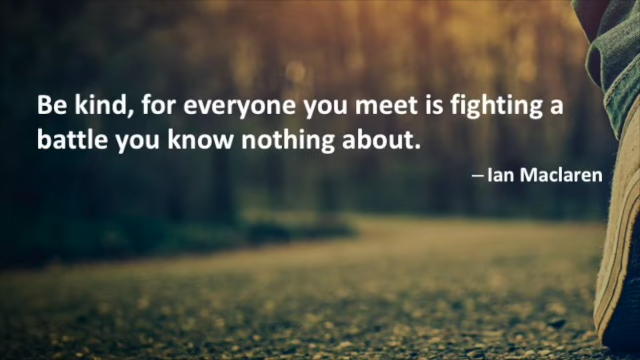 Be kind, for everyone you meet is fighting a
battle you know nothing about.
– Ian Maclaren